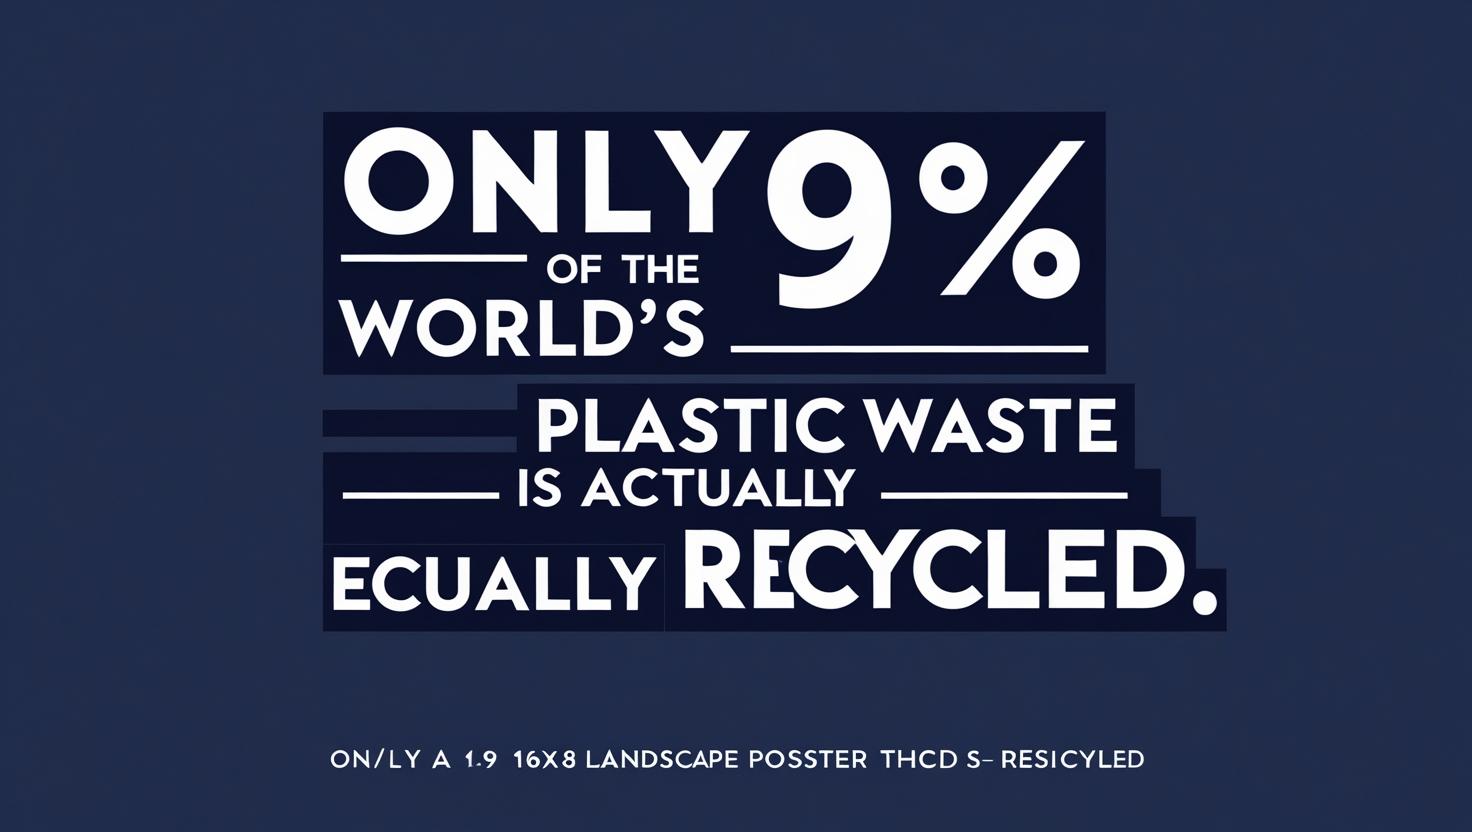 ONLY 9%
OF THE
WORLD'S
PLASTIC WASTE
IS ACTUALLY
ECUALLY RECYCLED.
ON/LY A 1.9 16X8 LANDSCAPE POSSTER THCD S- RESICYLED